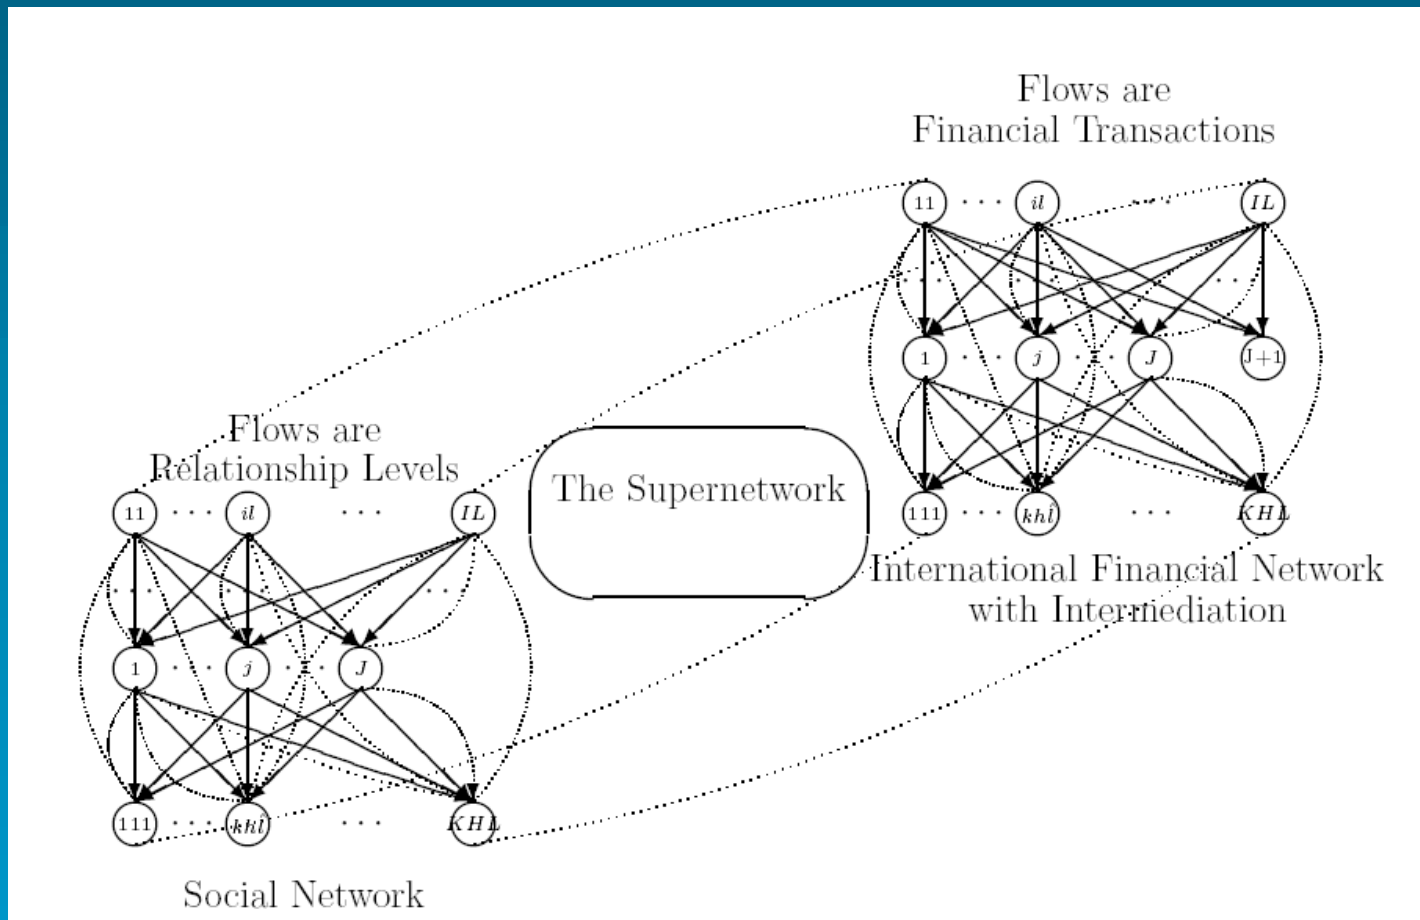 Flows are
Financial Transactions
11 · · · il · · · IL
· · · · · · · ·
1 · · · j · · · J J+1
111 · · · khl̂ · · · KHL
International Financial Network
with Intermediation
The Supernetwork
Flows are
Relationship Levels
11 · · · il · · · IL
1 · · · j · · · J
111 · · · khl̂ · · · KHL
Social Network